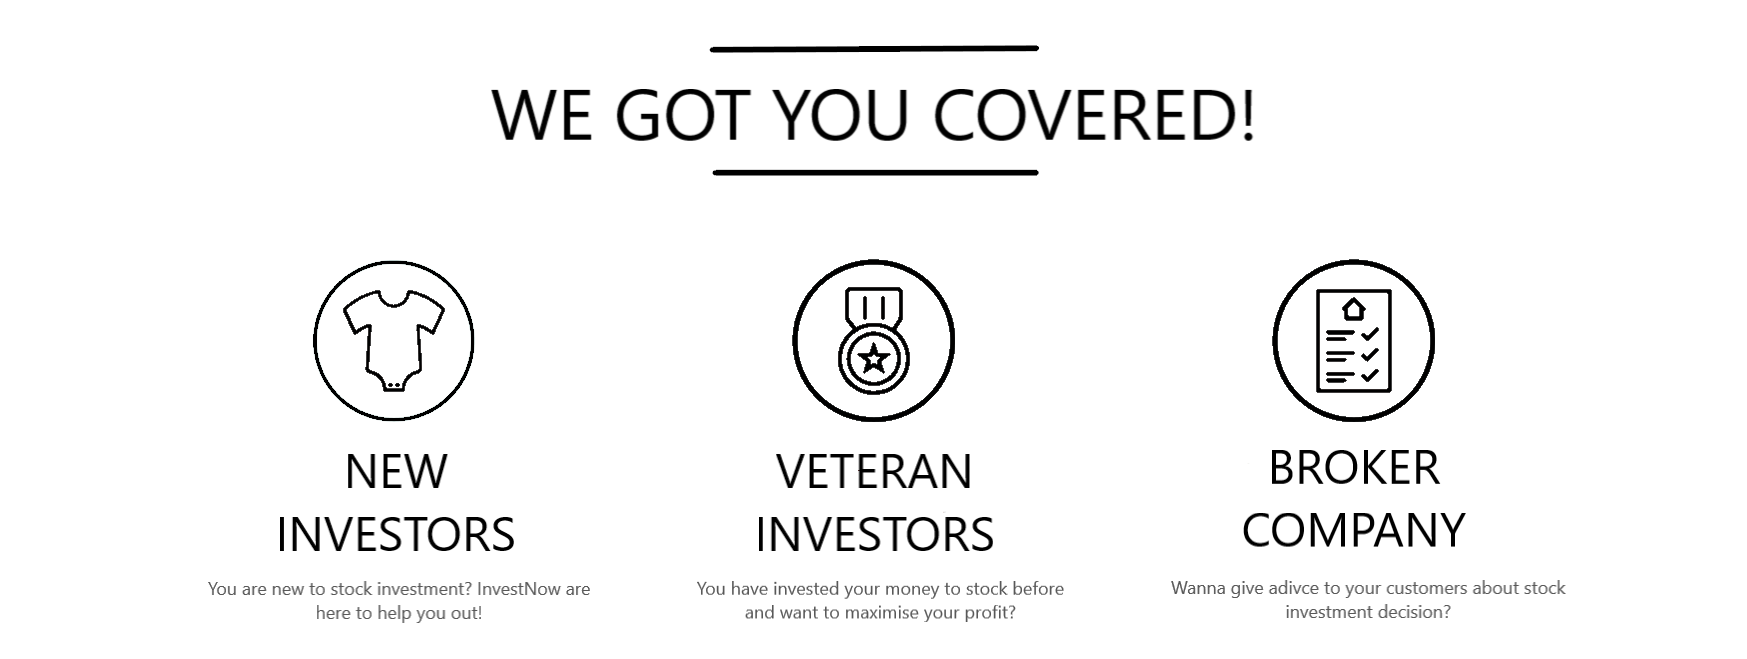 WE GOT YOU COVERED!
NEW
INVESTORS
You are new to stock investment? InvestNow are
here to help you out!
VETERAN
INVESTORS
You have invested your money to stock before
and want to maximise your profit?
BROKER
COMPANY
Wanna give adivce to your customers about stock
investment decision?